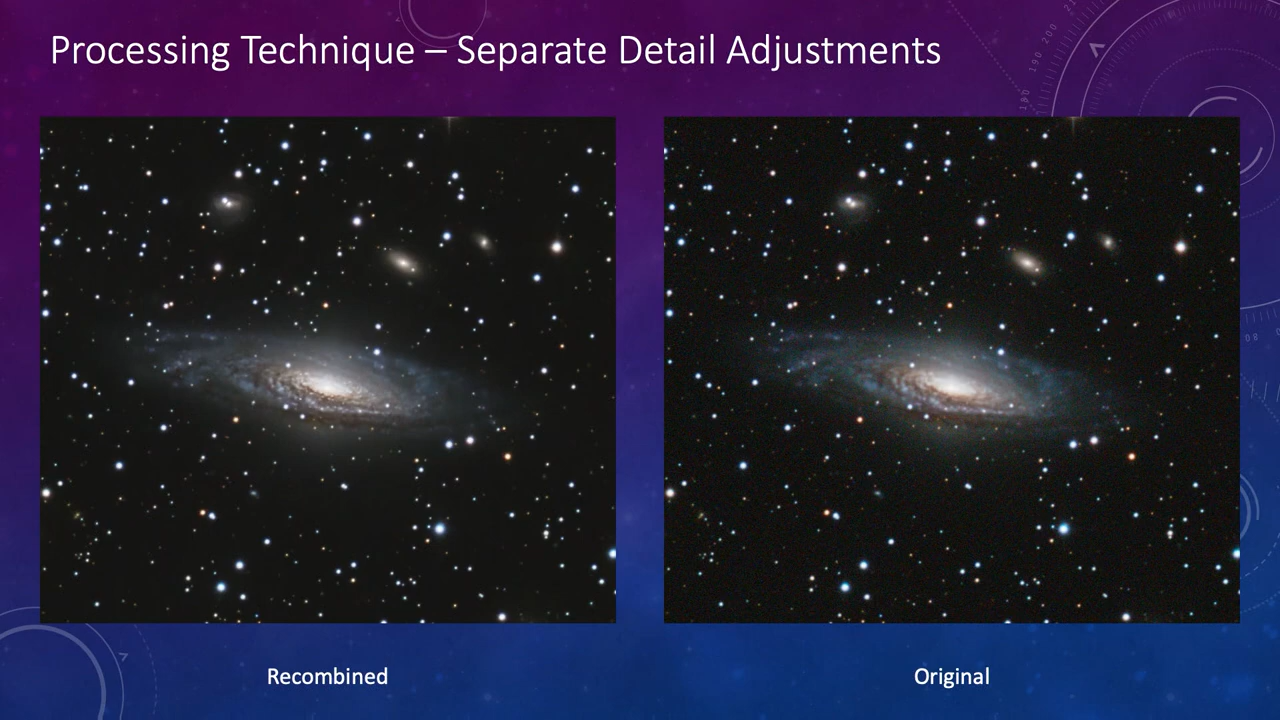 Processing Technique – Separate Detail Adjustments
Recombined
Original